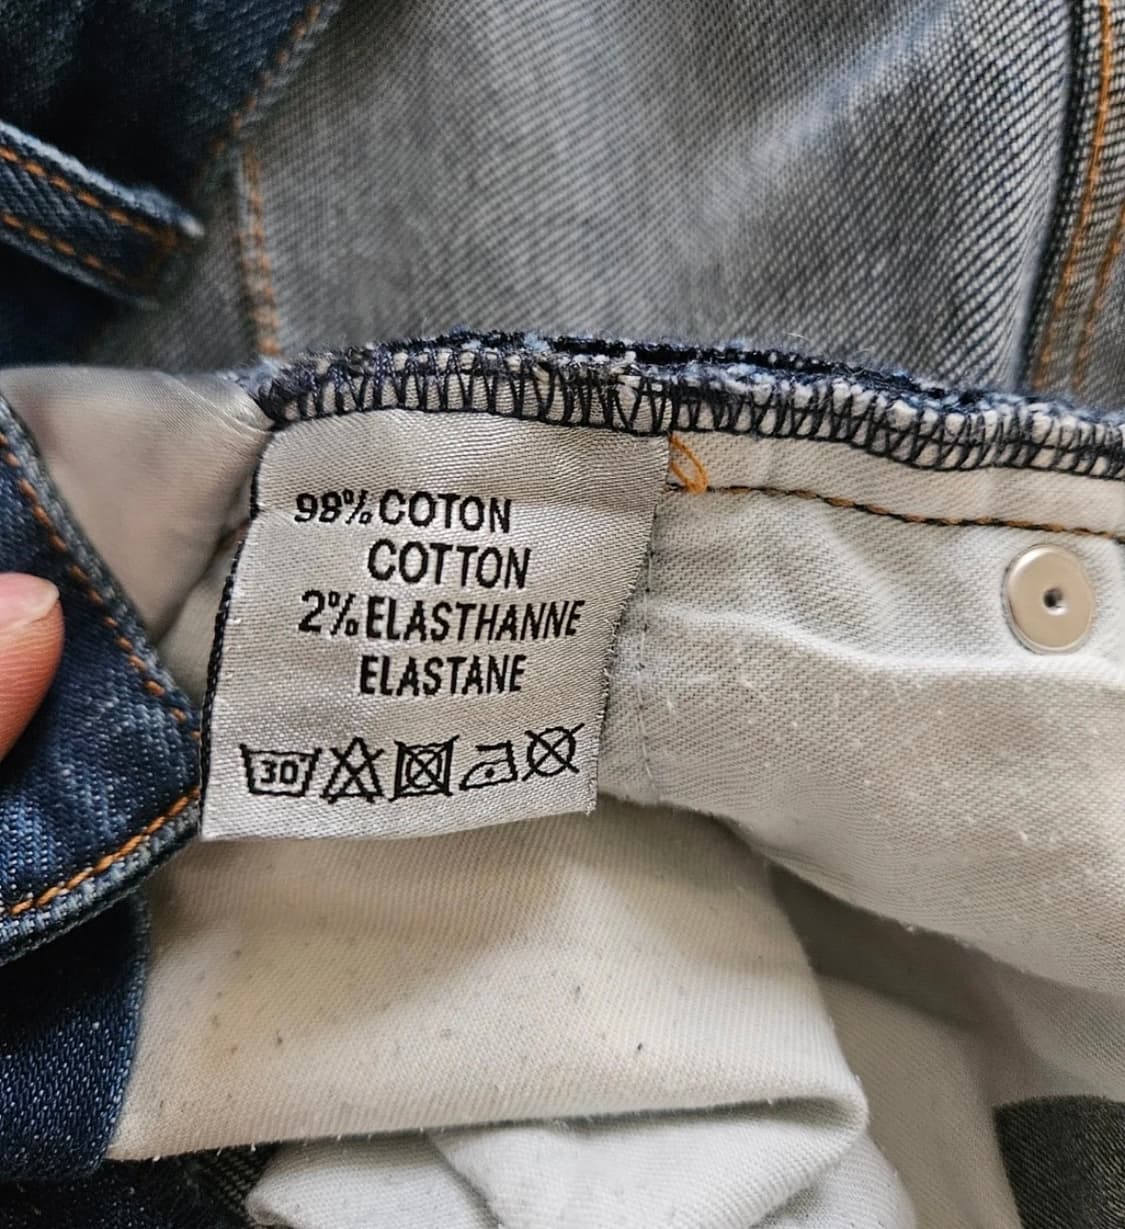 98% COTON
COTTON
2% ELASTHANNE
ELASTANE
30